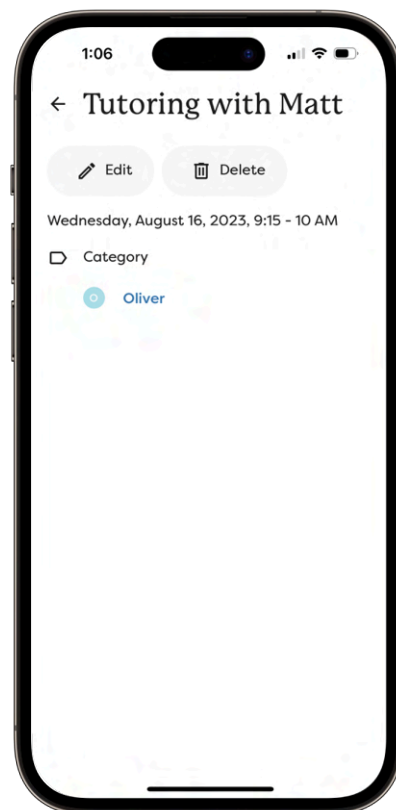 1:06
Tutoring with Matt
Edit Delete
Wednesday, August 16, 2023, 9:15 - 10 AM
Category
O Oliver